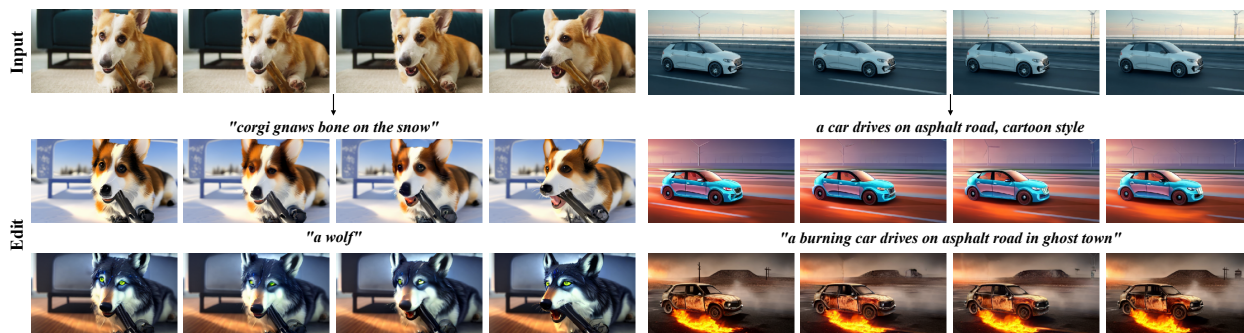 Input
"corgi gnaws bone on the snow"
a car drives on asphalt road, cartoon style
Edit
"a wolf"
"a burning car drives on asphalt road in ghost town"